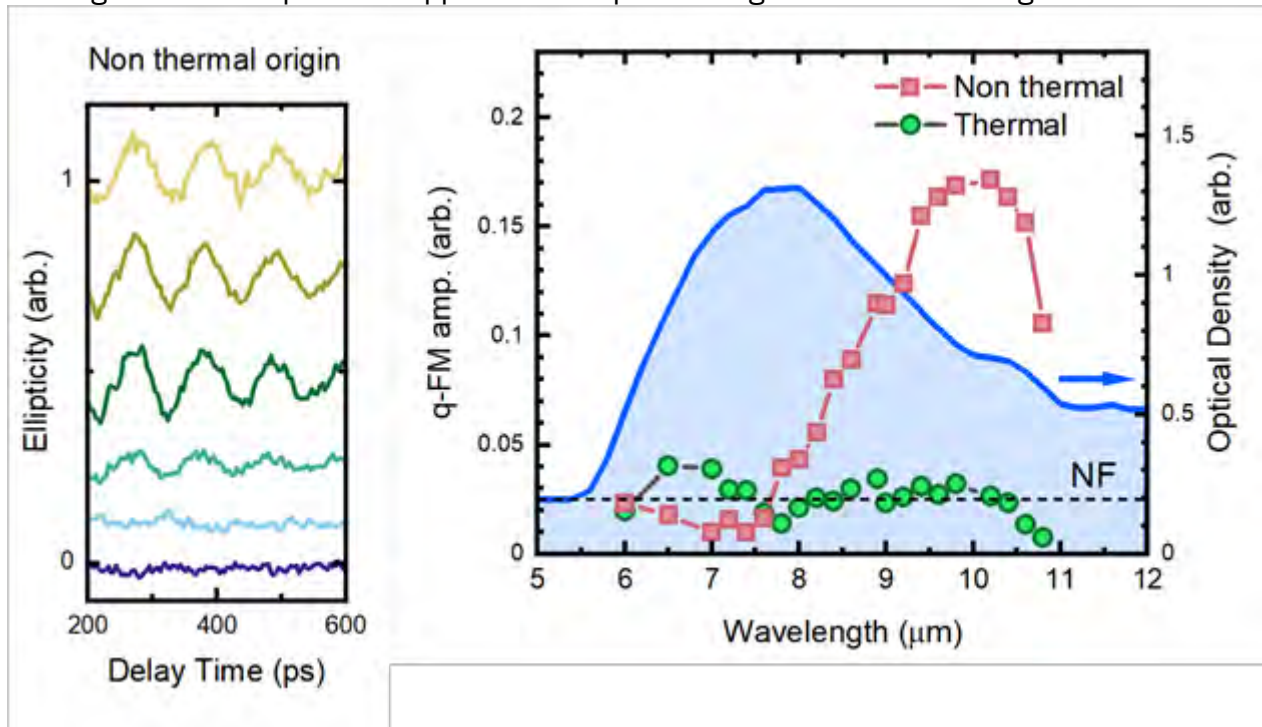 Non thermal origin
1
0
Ellipticity (arb.)
200 400 600
Delay Time (ps)
Non thermal
Thermal
0.2
0.15
0.1
0.05
0
q-FM amp. (arb.)
1.5
1
0.5
0
Optical Density (arb.)
NF
5 6 7 8 9 10 11 12
Wavelength (μm)